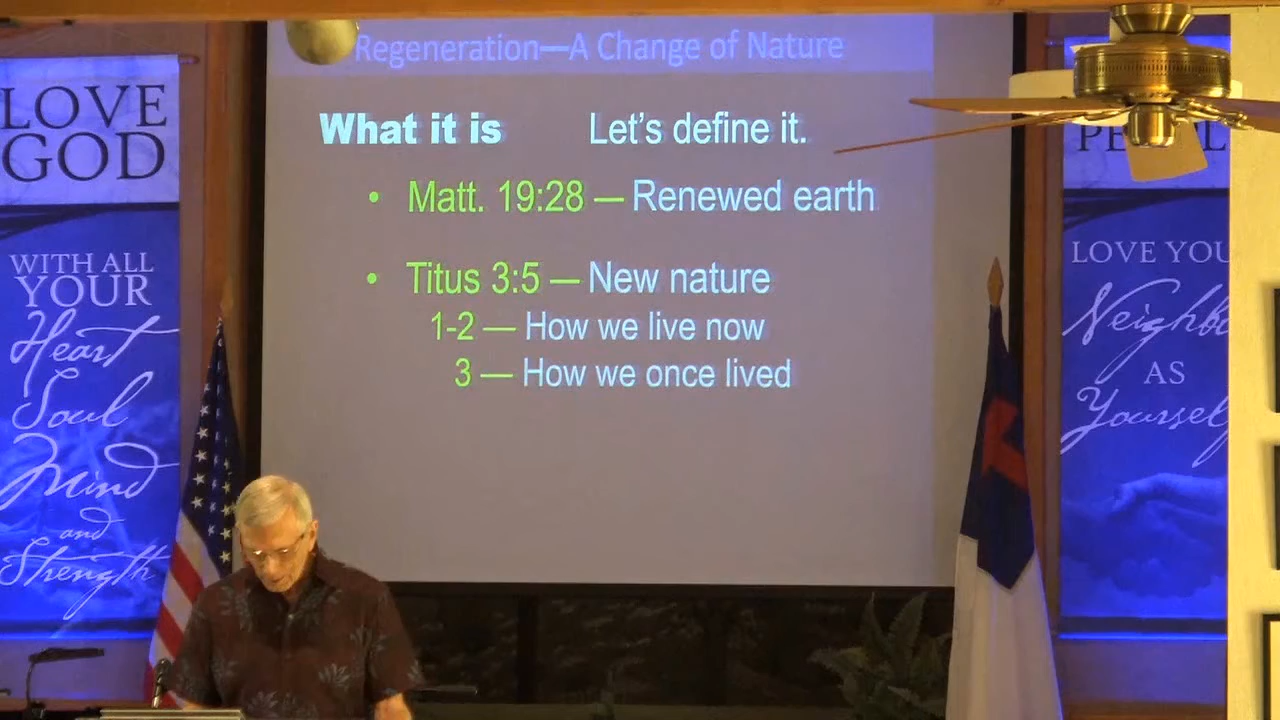 LOVE
GOD
WITH ALL
YOUR
Heart
Soul
Mind
and
Strength
Regeneration—A Change of Nature
What it is Let's define it.
• Matt. 19:28 — Renewed earth
• Titus 3:5 — New nature
1-2 — How we live now
3 — How we once lived
LOVE YOU
Neighbo
AS
Yourself